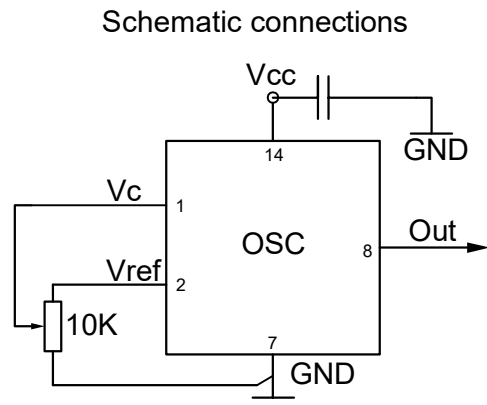 Schematic connections
Vcc
GND
14
Vc
1
OSC
8
Out
Vref
2
10K
7
GND